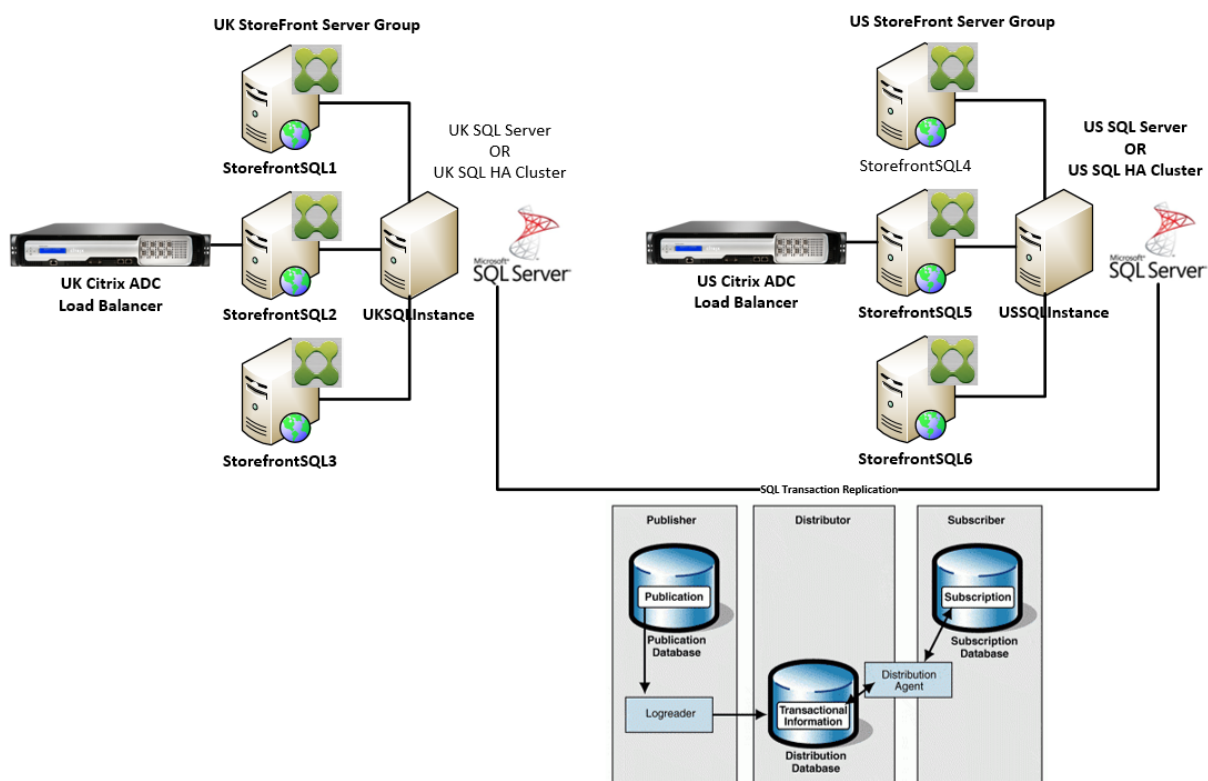 UK StoreFront Server Group
StorefrontSQL1
UK SQL Server
OR
UK SQL HA Cluster
UK Citrix ADC
Load Balancer
StorefrontSQL2
UKSQLInstance
Microsoft®
SQL Server®
StorefrontSQL3
US StoreFront Server Group
StorefrontSQL4
US SQL Server
OR
US SQL HA Cluster
US Citrix ADC
Load Balancer
StorefrontSQL5
USSQLInstance
Microsoft®
SQL Server®
StorefrontSQL6
SQL Transaction Replication
Publisher
Publication
Publication
Database
Logreader
Distributor
Transactional
Information
Distribution
Database
Subscriber
Subscription
Subscription
Database
Distribution
Agent